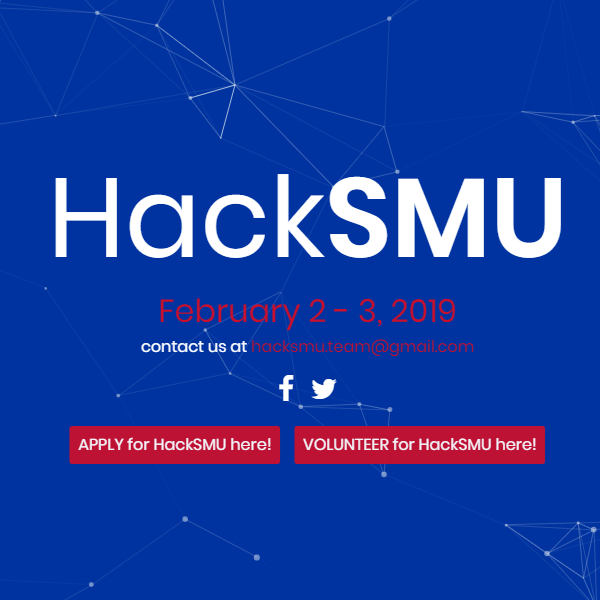 HackSMU
February 2 - 3, 2019
contact us at hacksmu.team@gmail.com
APPLY for HackSMU here! VOLUNTEER for HackSMU here!